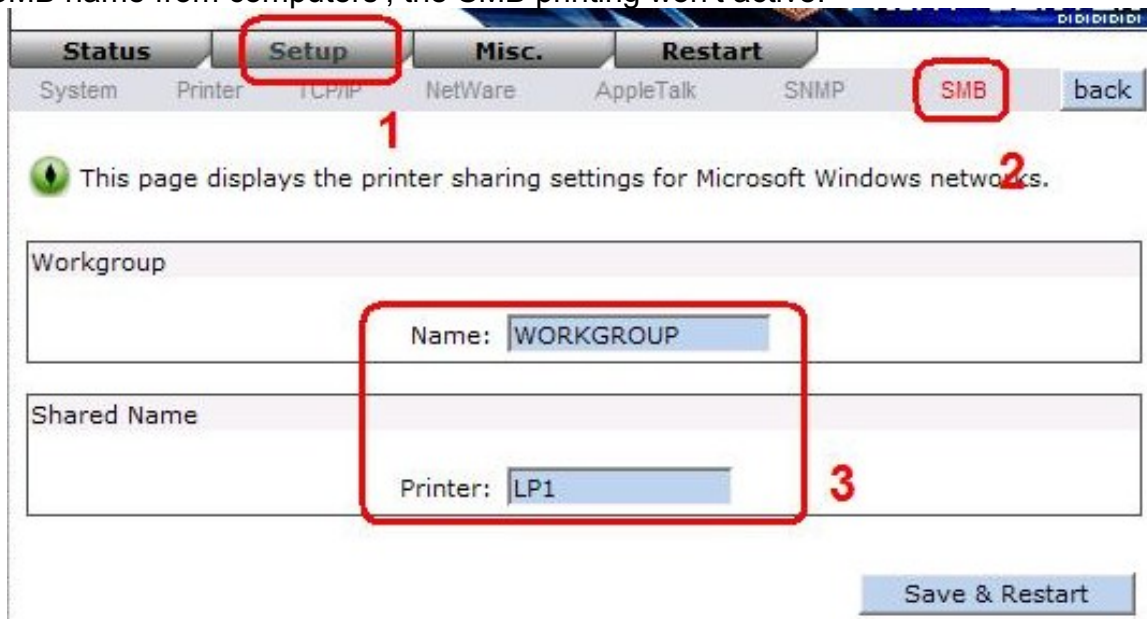 SMB name from computers, the SMB printing won't active.
Status Setup Misc. Restart
System Printer TCP/IP NetWare AppleTalk SNMP SMB back
1
2
This page displays the printer sharing settings for Microsoft Windows networks.
Workgroup
Name: WORKGROUP
Shared Name
Printer: LP1
3
Save & Restart